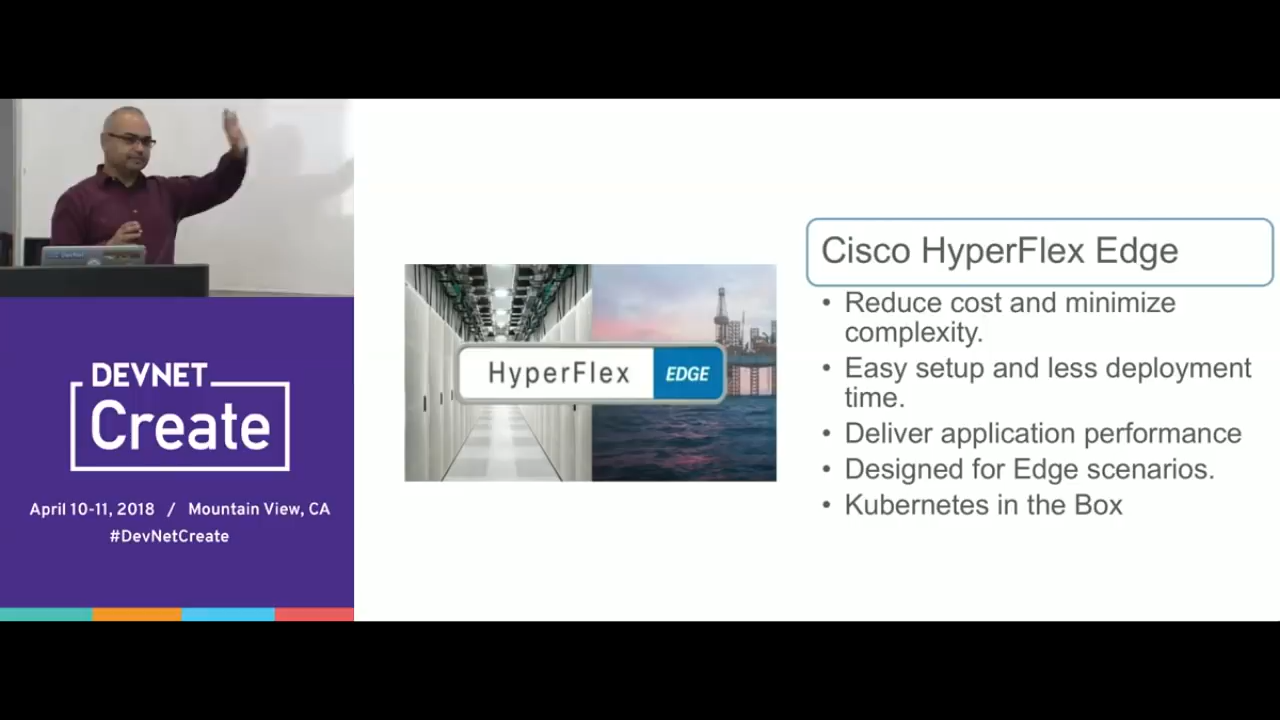 DEVNET
Create
April 10-11, 2018 / Mountain View, CA
#DevNetCreate
HyperFlex EDGE
Cisco HyperFlex Edge
• Reduce cost and minimize
complexity.
• Easy setup and less deployment
time.
• Deliver application performance
• Designed for Edge scenarios.
• Kubernetes in the Box